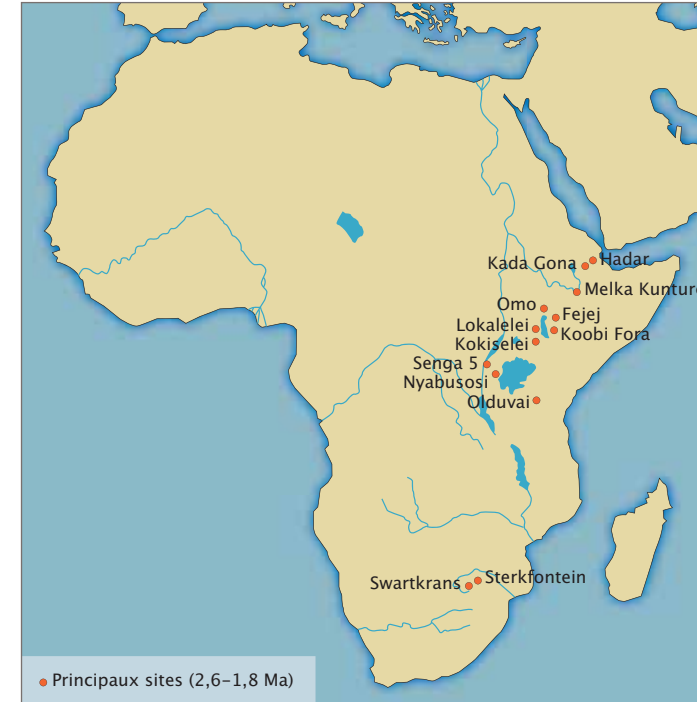 Kada Gona
Hadar
Melka Kunture
Omo
Fejej
Lokalelei
Koobi Fora
Kokiselei
Senga 5
Nyabusosi
Olduvai
Swartkrans
Sterkfontein
Principaux sites (2,6–1,8 Ma)